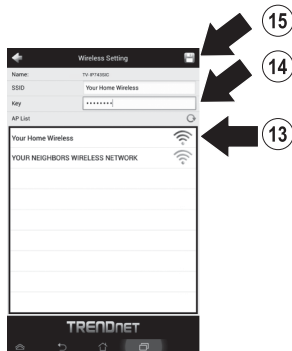 15
Wireless Setting
14
Name: TV-IP743SIC
SSID Your Home Wireless
Key ••••••••
AP List
13
Your Home Wireless
YOUR NEIGHBORS WIRELESS NETWORK
TRENDNET